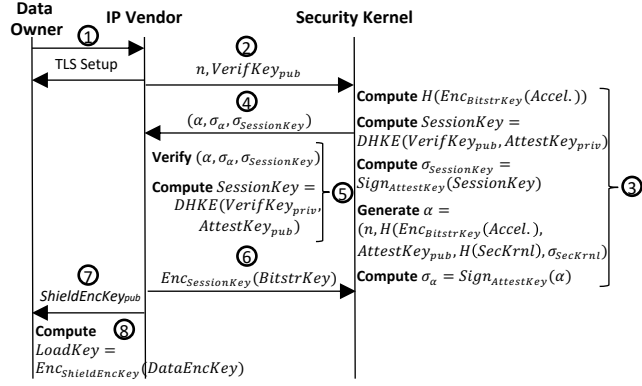 Data Owner
IP Vendor
Security Kernel
1
TLS Setup
2
n, VerifKey_pub
Compute H(Enc_BitstrKey(Accel.))
Compute SessionKey =
DHKE(VerifKey_pub, AttestKey_priv)
Compute σ_SessionKey =
Sign_AttestKey(SessionKey)
Generate α =
(n, H(Enc_BitstrKey(Accel.),
AttestKey_pub, H(SecKrnl), σ_SecKrnl)
Compute σ_α = Sign_AttestKey(α)
3
4
(α, σ_α, σ_SessionKey)
Verify (α, σ_α, σ_SessionKey)
Compute SessionKey =
DHKE(VerifKey_priv,
AttestKey_pub)
5
6
Enc_SessionKey(BitstrKey)
7
ShieldEncKey_pub
8
Compute
LoadKey =
Enc_ShieldEncKey(DataEncKey)